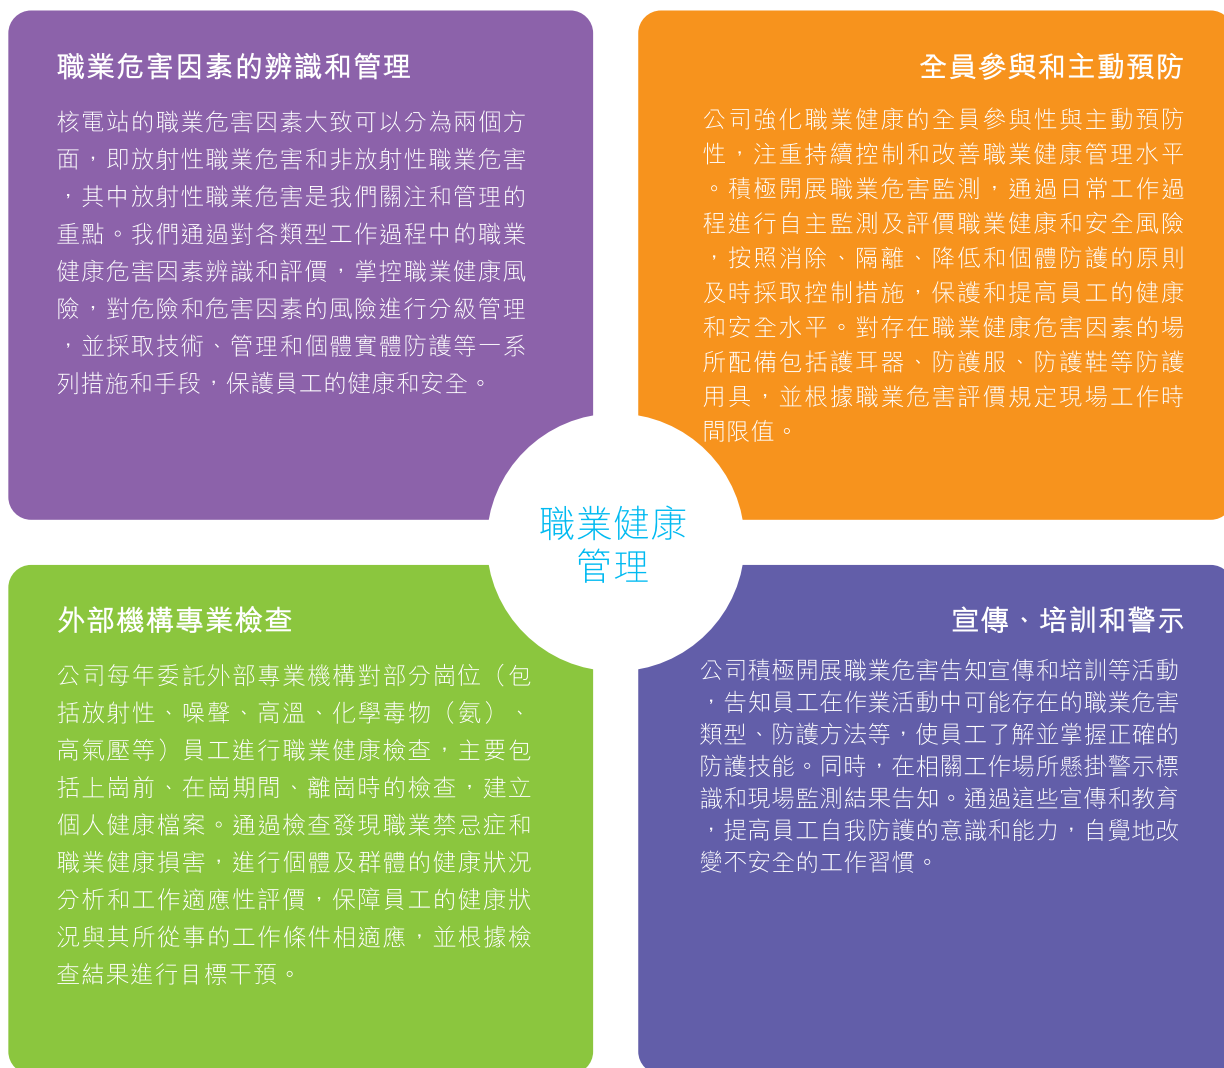 職業危害因素的辨識和管理
核電站的職業危害因素大致可以分為兩個方
面，即放射性職業危害和非放射性職業危害
，其中放射性職業危害是我們關注和管理的
重點。我們通過對各類型工作過程中的職業
健康危害因素辨識和評價，掌控職業健康風
險，對危險和危害因素的風險進行分級管理
，並採取技術、管理和個體實體防護等一系
列措施和手段，保護員工的健康和安全。
全員參與和主動預防
公司強化職業健康的全員參與性與主動預防
性，注重持續控制和改善職業健康管理水平
。積極開展職業危害監測，通過日常工作過
程進行自主監測及評價職業健康和安全風險
，按照消除、隔離、降低和個體防護的原則
及時採取控制措施，保護和提高員工的健康
和安全水平。對存在職業健康危害因素的場
所配備包括護耳器、防護服、防護鞋等防護
用具，並根據職業危害評價規定現場工作時
間限值。
職業健康
管理
外部機構專業檢查
公司每年委託外部專業機構對部分崗位（包
括放射性、噪聲、高溫、化學毒物（氨）、
高氣壓等）員工進行職業健康檢查，主要包
括上崗前、在崗期間、離崗時的檢查，建立
個人健康檔案。通過檢查發現職業禁忌症和
職業健康損害，進行個體及群體的健康狀況
分析和工作適應性評價，保障員工的健康狀
況與其所從事的工作條件相適應，並根據檢
查結果進行目標干預。
宣傳、培訓和警示
公司積極開展職業危害告知宣傳和培訓等活動
，告知員工在作業活動中可能存在的職業危害
類型、防護方法等，使員工了解並掌握正確的
防護技能。同時，在相關工作場所懸掛警示標
識和現場監測結果告知。通過這些宣傳和教育
，提高員工自我防護的意識和能力，自覺地改
變不安全的工作習慣。